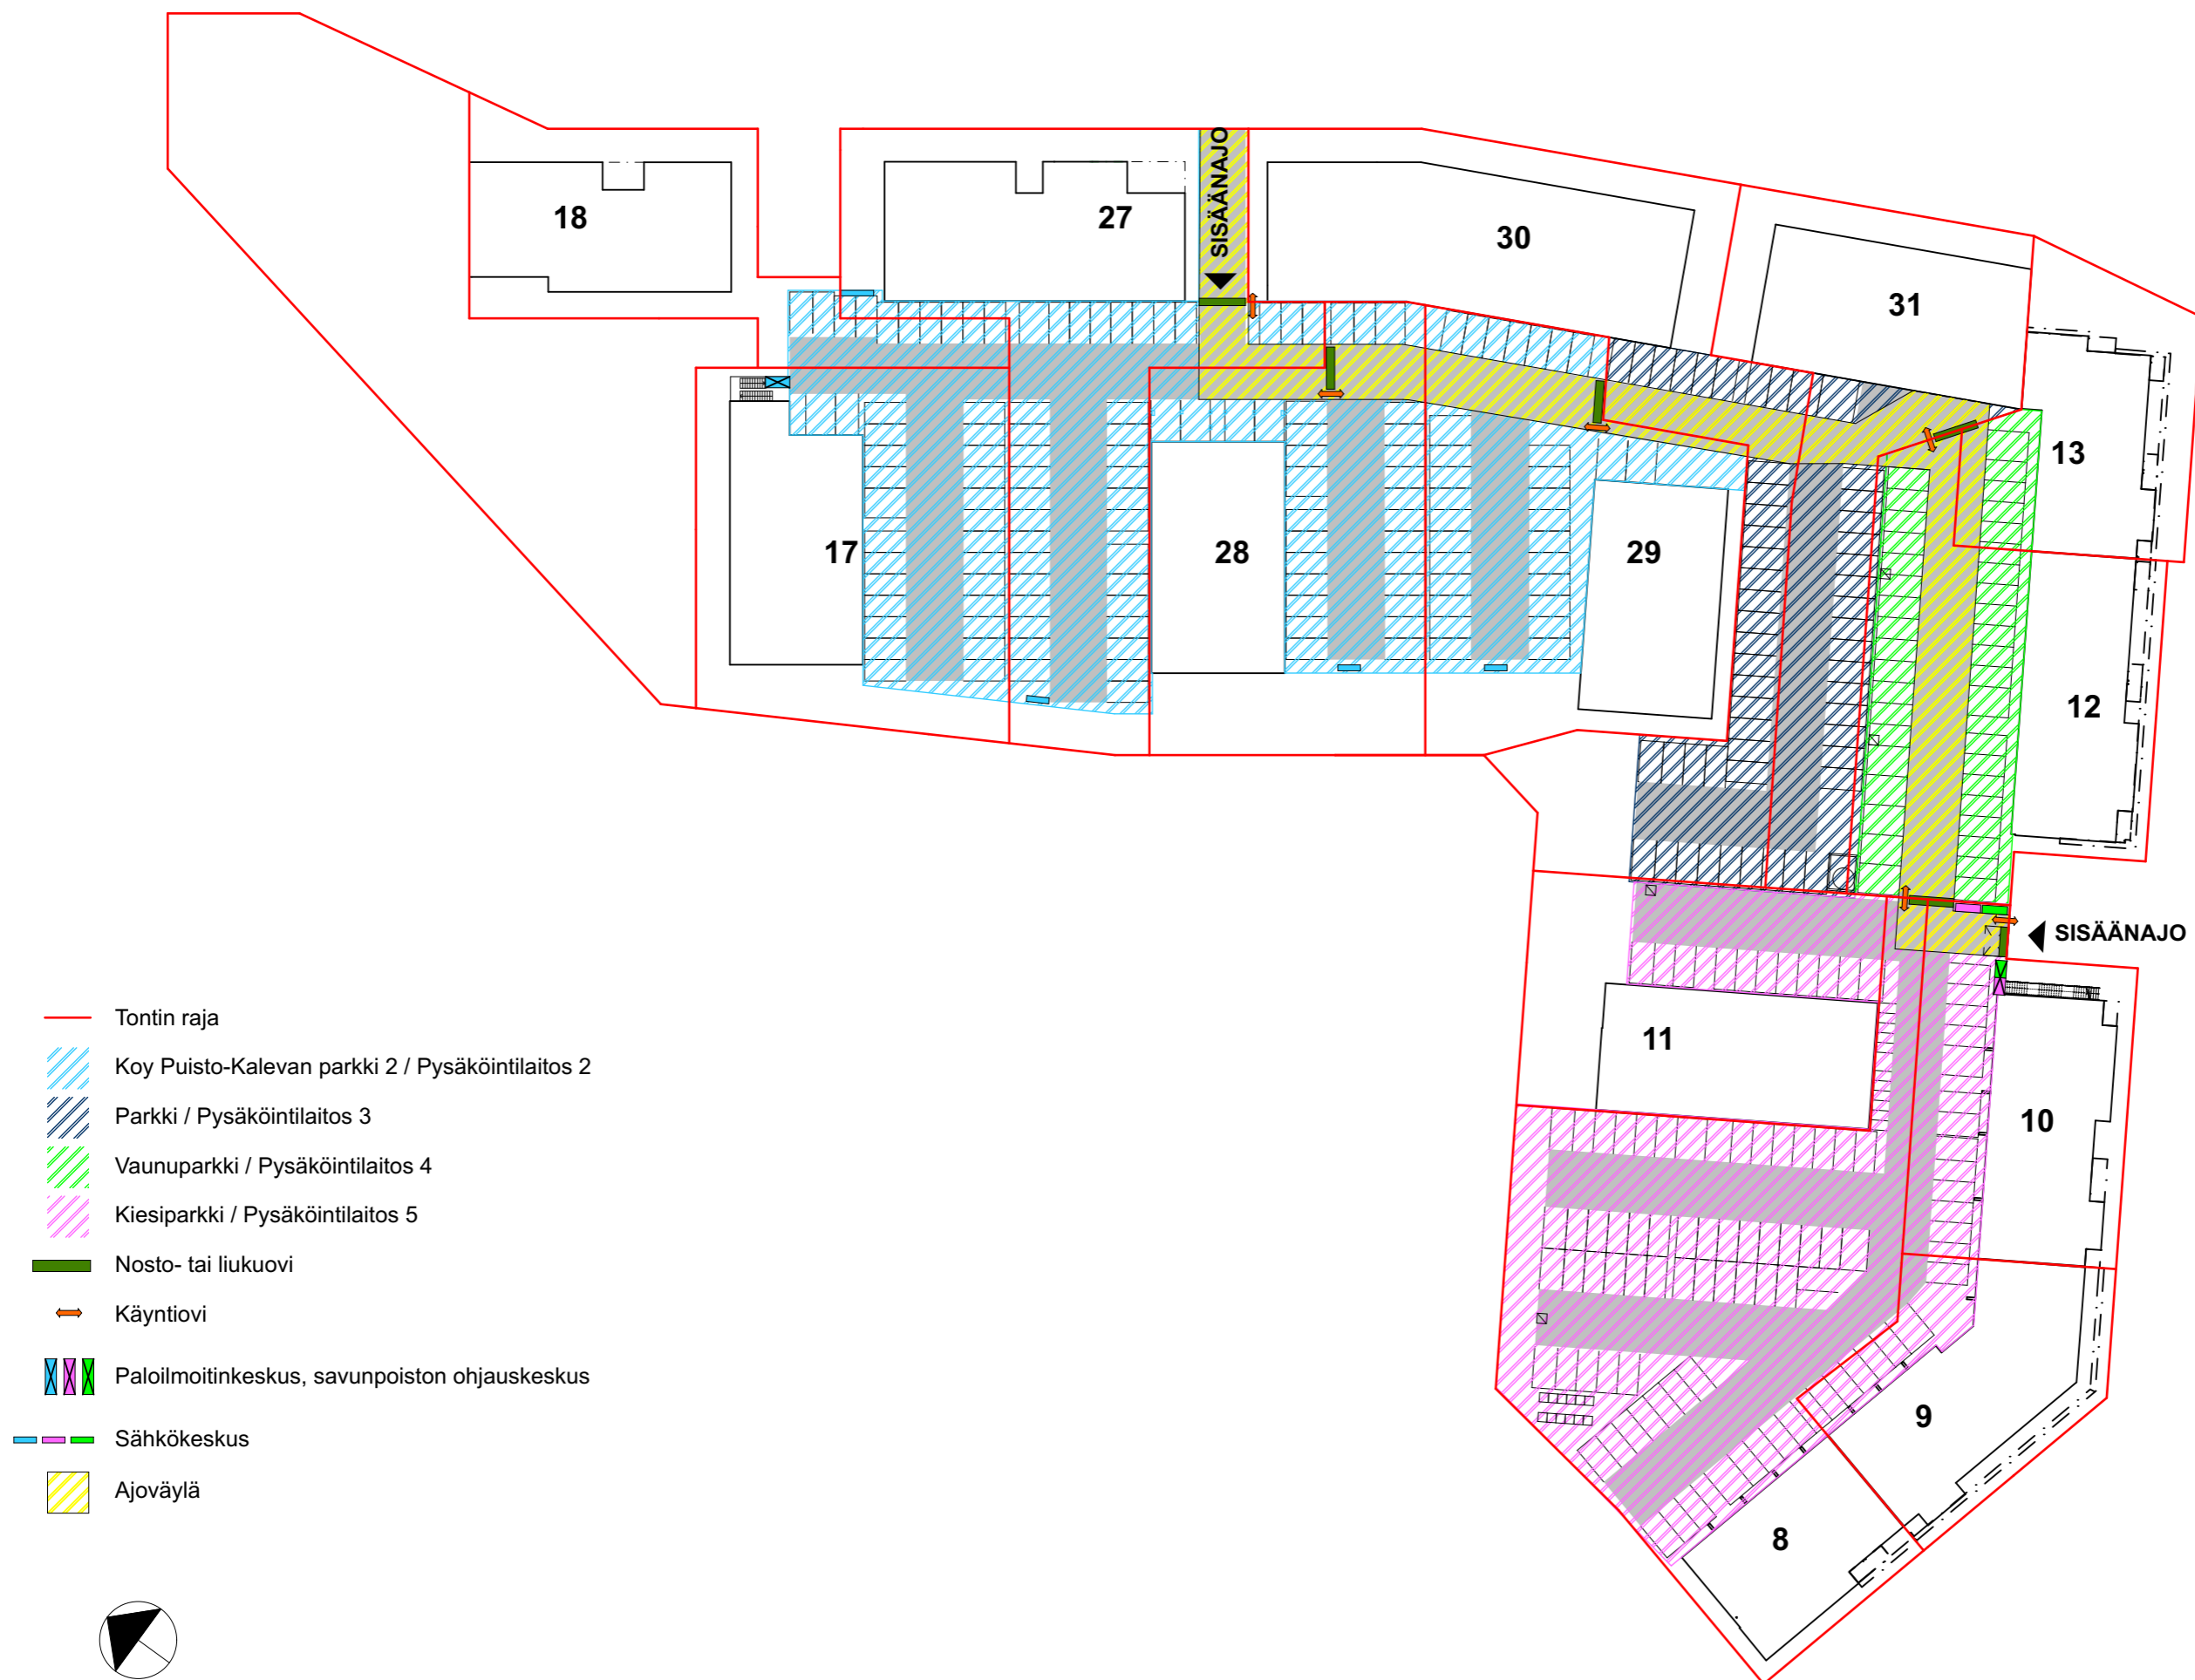 SISÄÄNAJO
18
27
30
31
13
17
28
29
12
SISÄÄNAJO
11
10
9
8
Tontin raja
Koy Puisto-Kalevan parkki 2 / Pysäköintilaitos 2
Parkki / Pysäköintilaitos 3
Vaunuparkki / Pysäköintilaitos 4
Kiesiparkki / Pysäköintilaitos 5
Nosto- tai liukuovi
Käyntiovi
Paloilmoitinkeskus, savunpoiston ohjauskeskus
Sähkökeskus
Ajoväylä